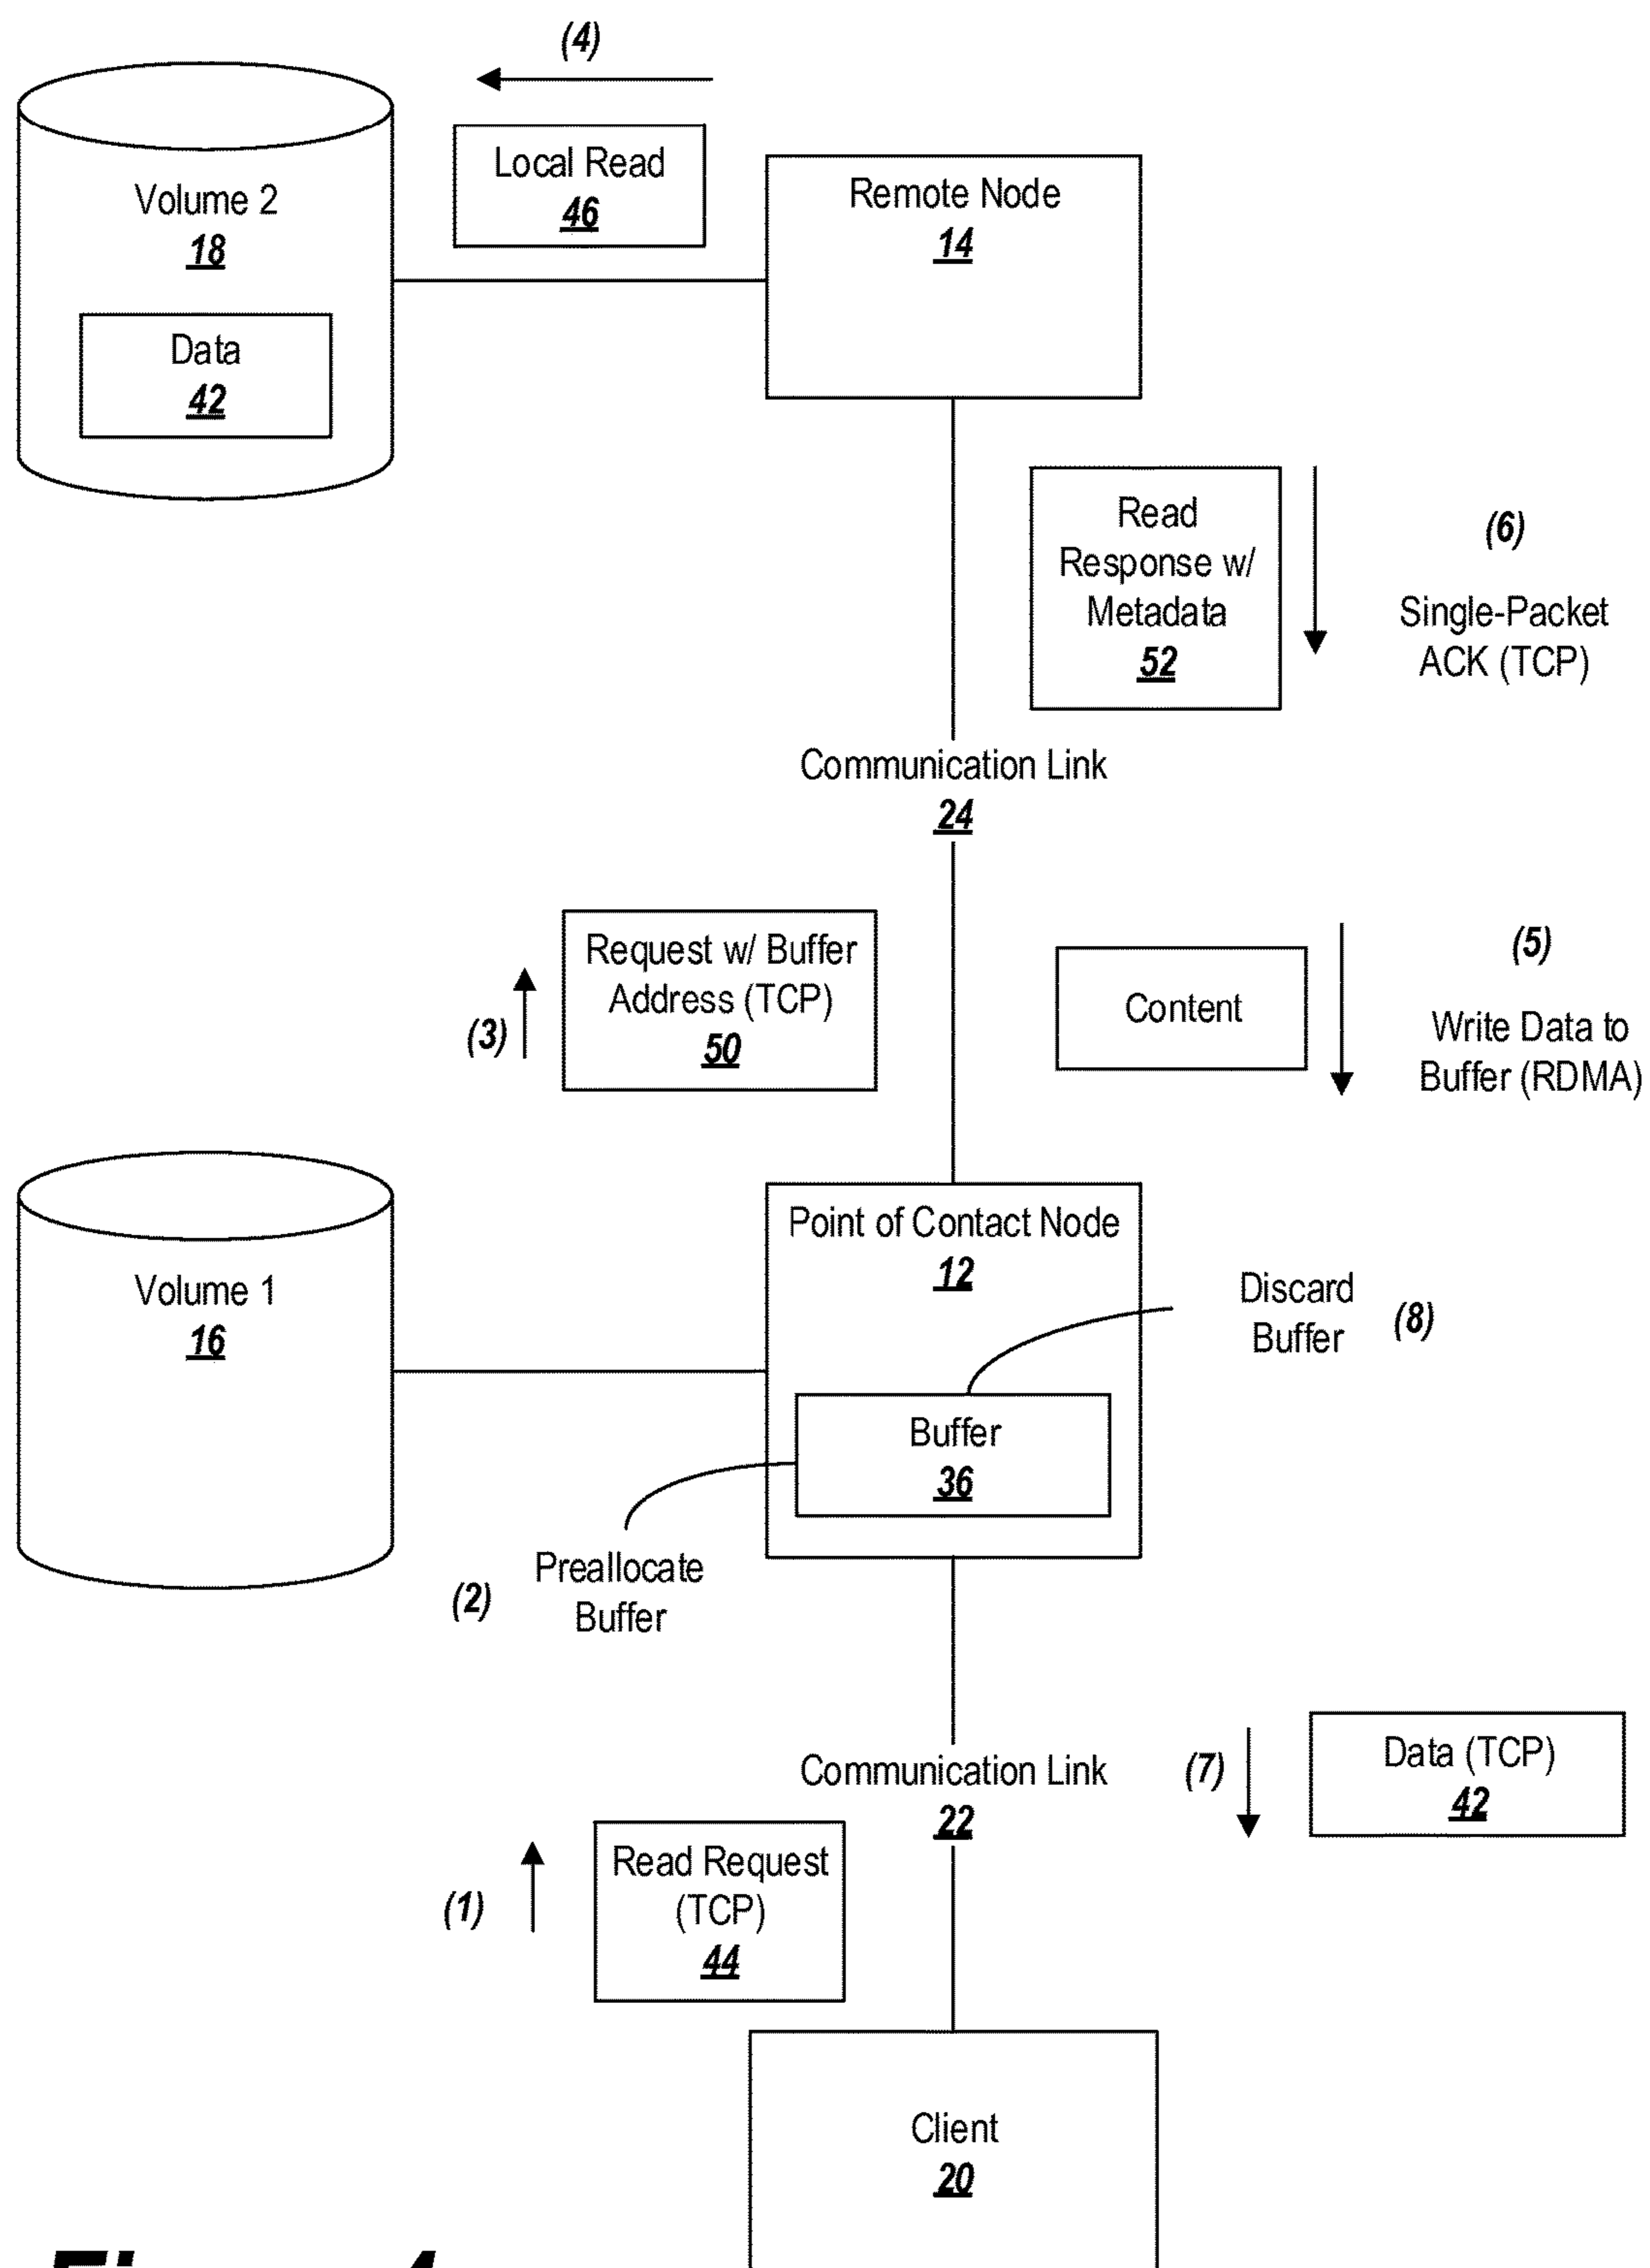 (4)
Local Read
46
Volume 2
18
Data
42
Remote Node
14
Read
Response w/
Metadata
52
(6)
Single-Packet
ACK (TCP)
Communication Link
24
(3)
Request w/ Buffer
Address (TCP)
50
Content
(5)
Write Data to
Buffer (RDMA)
Volume 1
16
Point of Contact Node
12
Discard
Buffer
(8)
Buffer
36
(2)
Preallocate
Buffer
Communication Link
22
(7)
Data (TCP)
42
(1)
Read Request
(TCP)
44
Client
20